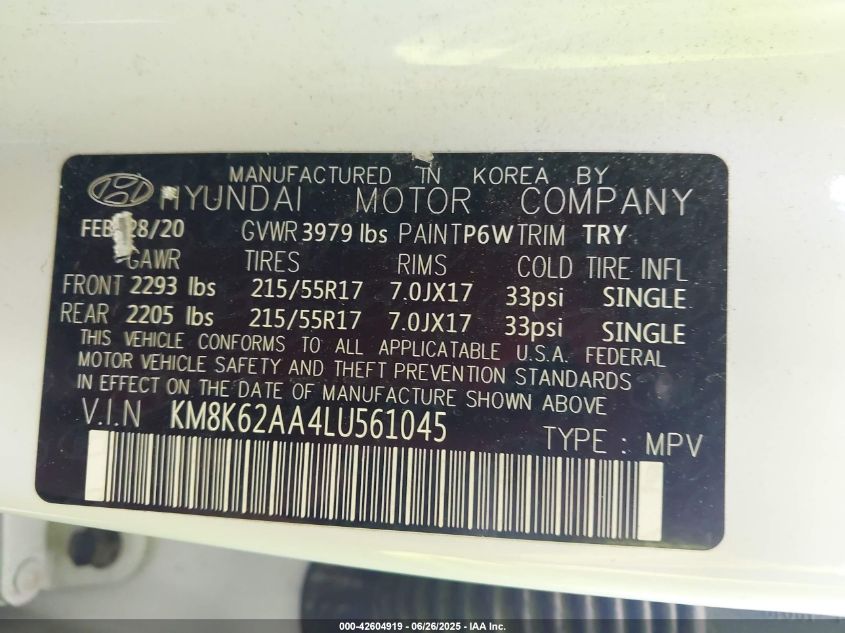 MANUFACTURED IN KOREA BY
HYUNDAI MOTOR COMPANY
FEB 28/20 GVWR 3979 lbs PAINT P6W TRIM TRY
GAWR TIRES RIMS COLD TIRE INFL
FRONT 2293 lbs 215/55R17 7.0JX17 33psi SINGLE
REAR 2205 lbs 215/55R17 7.0JX17 33psi SINGLE
THIS VEHICLE CONFORMS TO ALL APPLICATABLE U.S.A. FEDERAL
MOTOR VEHICLE SAFETY AND THEFT PREVENTION STANDARDS
IN EFFECT ON THE DATE OF MANUFACTURE SHOWN ABOVE
V.I.N KM8K62AA4LU561045 TYPE : MPV
000-42604919 / 06/26/2025 - IAA Inc.